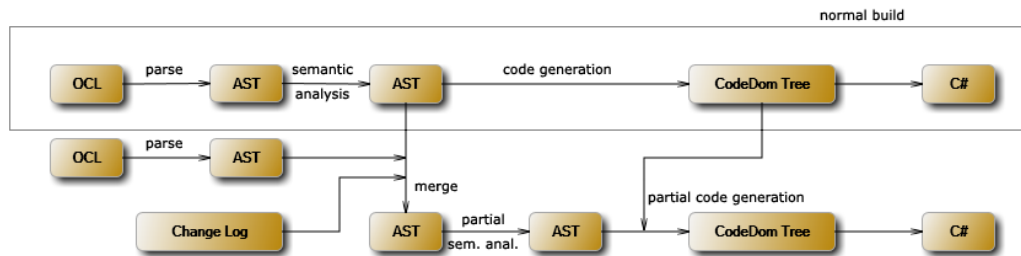 normal build
OCL
parse
AST
semantic
analysis
AST
code generation
CodeDom Tree
C#
OCL
parse
AST
merge
Change Log
AST
partial
sem. anal.
AST
partial code generation
CodeDom Tree
C#